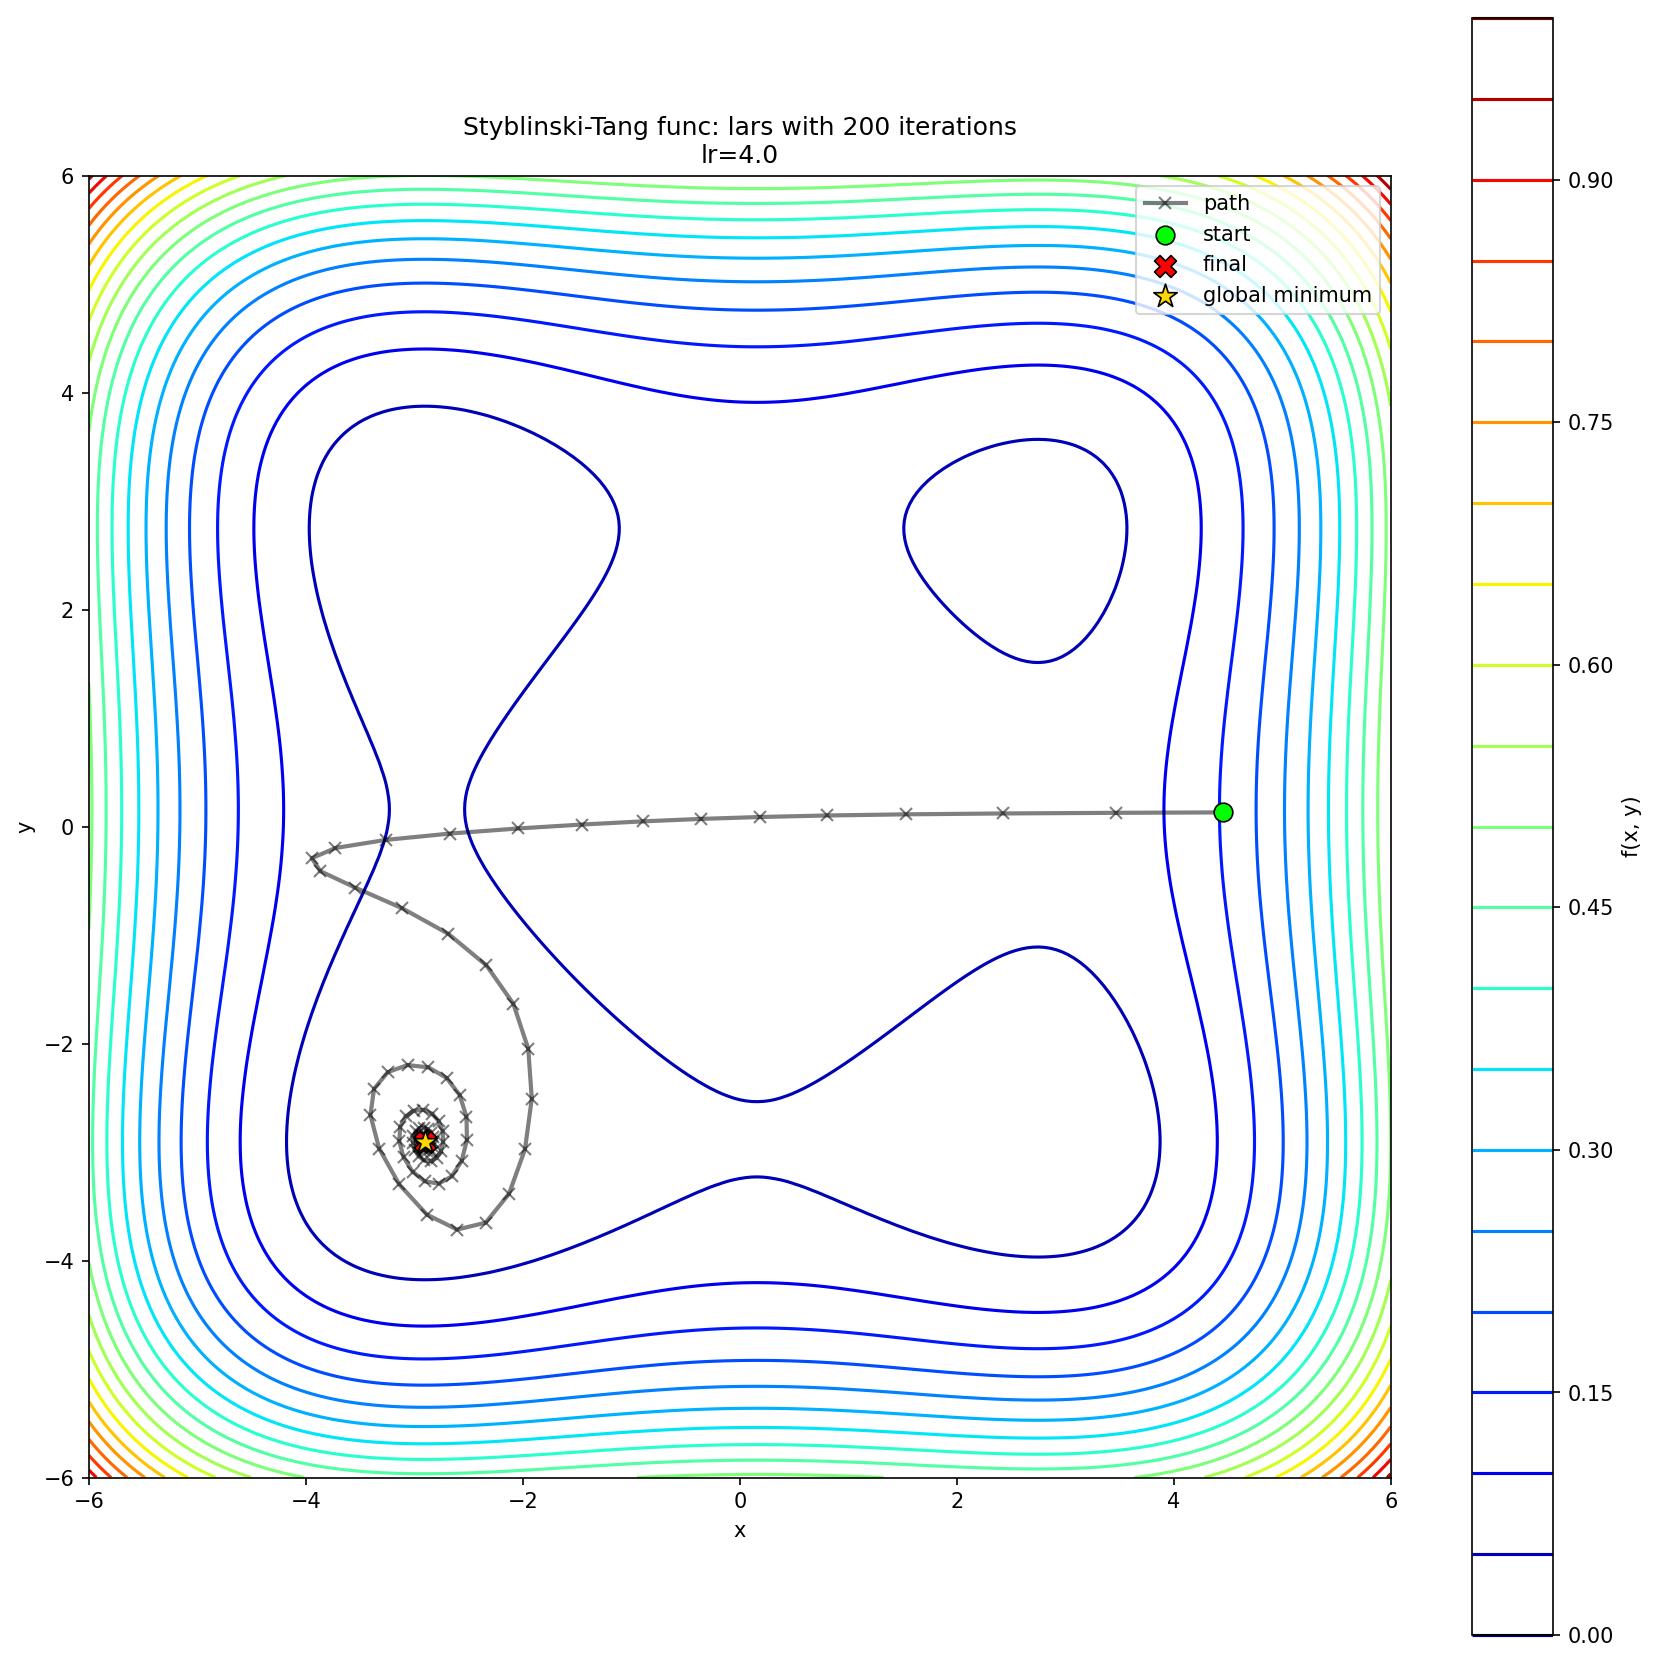 Styblinski-Tang func: lars with 200 iterations
lr=4.0
path
start
final
global minimum
6
4
2
0
−2
−4
−6
y
−6
−4
−2
0
2
4
6
x
0.90
0.75
0.60
0.45
0.30
0.15
0.00
f(x, y)